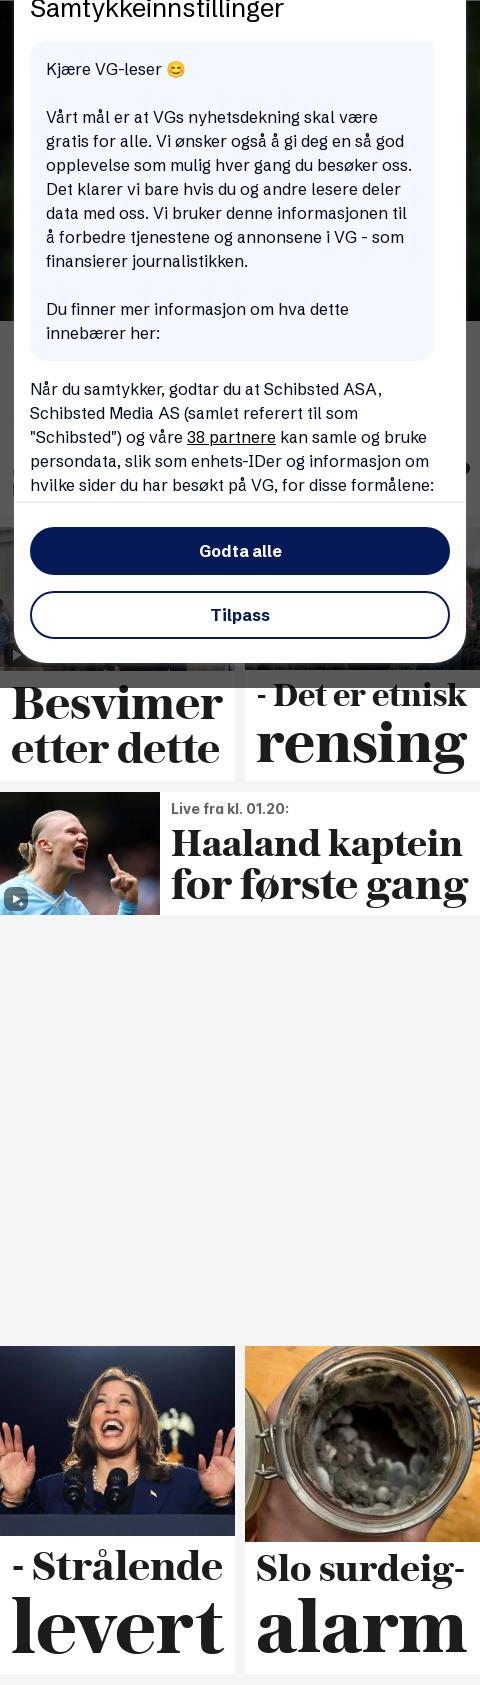 Samtykkeinnstillinger
Kjære VG-leser 😊
Vårt mål er at VGs nyhetsdekning skal være
gratis for alle. Vi ønsker også å gi deg en så god
opplevelse som mulig hver gang du besøker oss.
Det klarer vi bare hvis du og andre lesere deler
data med oss. Vi bruker denne informasjonen til
å forbedre tjenestene og annonsene i VG - som
finansierer journalistikken.
Du finner mer informasjon om hva dette
innebærer her:
Når du samtykker, godtar du at Schibsted ASA,
Schibsted Media AS (samlet referert til som
"Schibsted") og våre 38 partnere kan samle og bruke
persondata, slik som enhets-IDer og informasjon om
hvilke sider du har besøkt på VG, for disse formålene:
Godta alle
Tilpass
Besvimer
etter dette
- Det er etnisk
rensing
Live fra kl. 01.20:
Haaland kaptein
for første gang
- Strålende
levert
Slo surdeig-
alarm